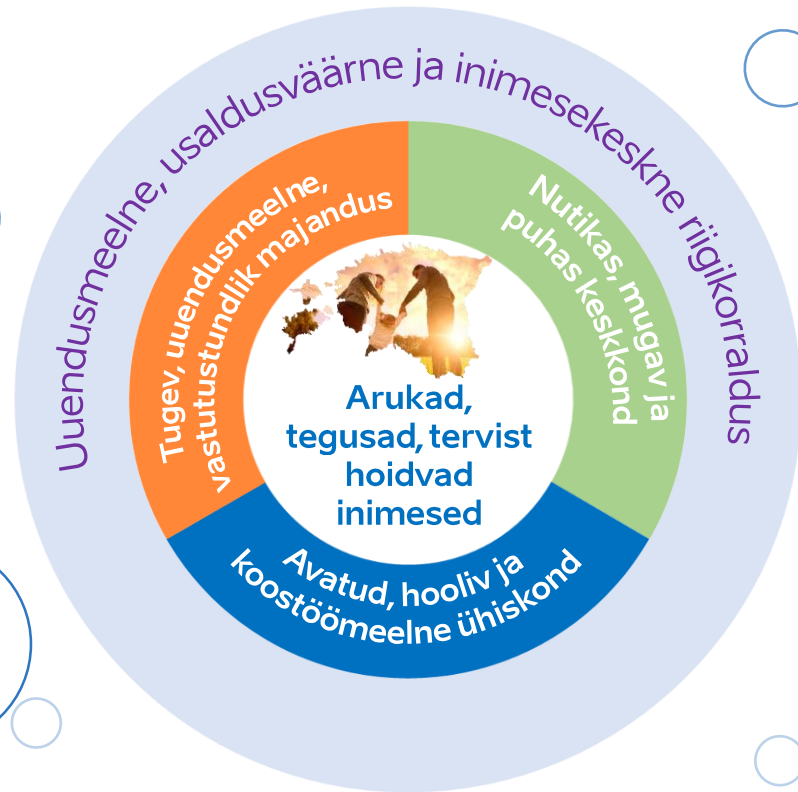 Uuendusmeelne, usaldusväärne ja inimesekeskne riigikorraldus
Tugev, uuendusmeelne,
vastutustundlik majandus
Nutikas, mugav ja
puhas keskkond
Arukad,
tegusad, tervist
hoidvad
inimesed
Avatud, hooliv ja
koostöömeelne ühiskond